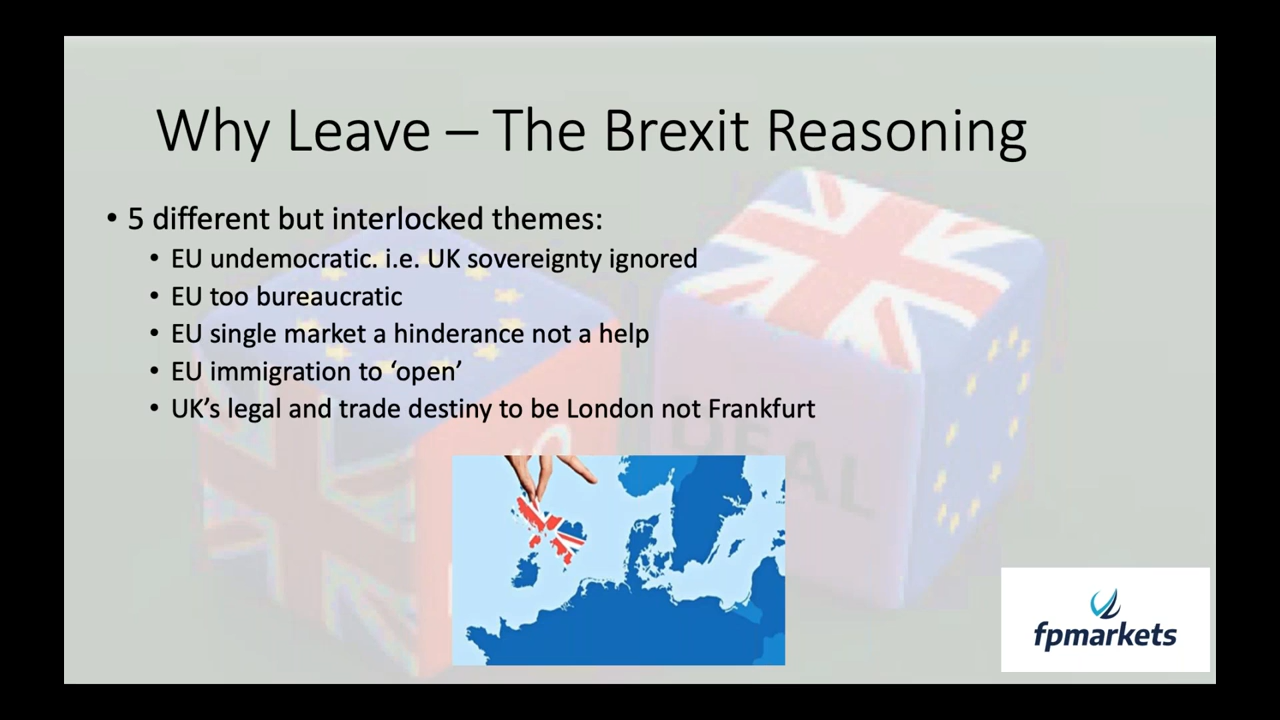 Why Leave – The Brexit Reasoning
• 5 different but interlocked themes:
• EU undemocratic. i.e. UK sovereignty ignored
• EU too bureaucratic
• EU single market a hinderance not a help
• EU immigration to ‘open’
• UK’s legal and trade destiny to be London not Frankfurt
DEAL
fpmarkets